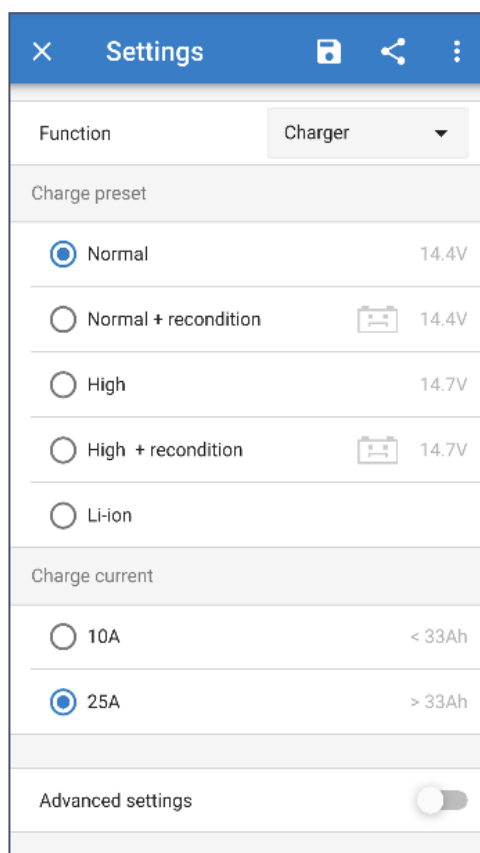 Settings
Function Charger
Charge preset
Normal 14.4V
Normal + recondition 14.4V
High 14.7V
High + recondition 14.7V
Li-ion
Charge current
10A < 33Ah
25A > 33Ah
Advanced settings